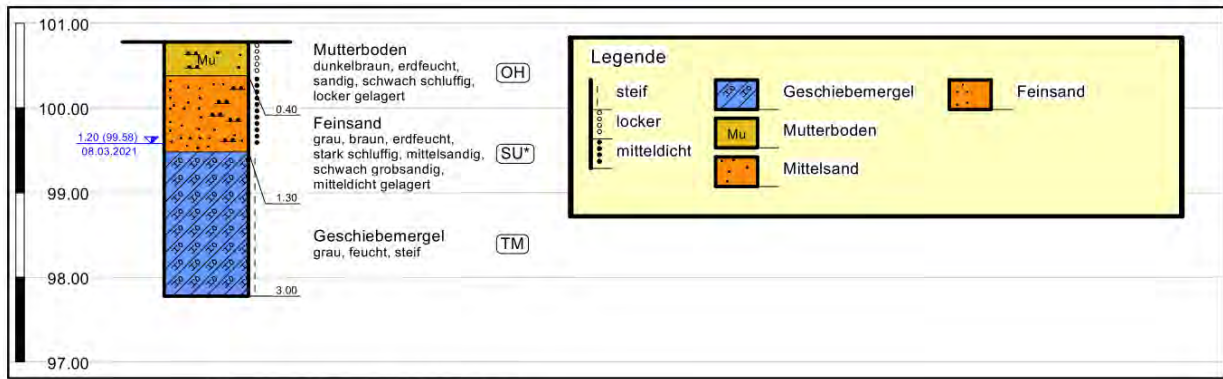 101.00
100.00
99.00
98.00
97.00
1.20 (99.58)
08.03.2021
Mu
0.40
1.30
3.00
Mutterboden
dunkelbraun, erdfeucht,
sandig, schwach schluffig,
locker gelagert
OH
Feinsand
grau, braun, erdfeucht,
stark schluffig, mittelsandig,
schwach grobsandig,
mitteldicht gelagert
SU*
Geschiebemergel
grau, feucht, steif
TM
Legende
steif
locker
mitteldicht
Geschiebemergel
Mu
Mutterboden
Mittelsand
Feinsand